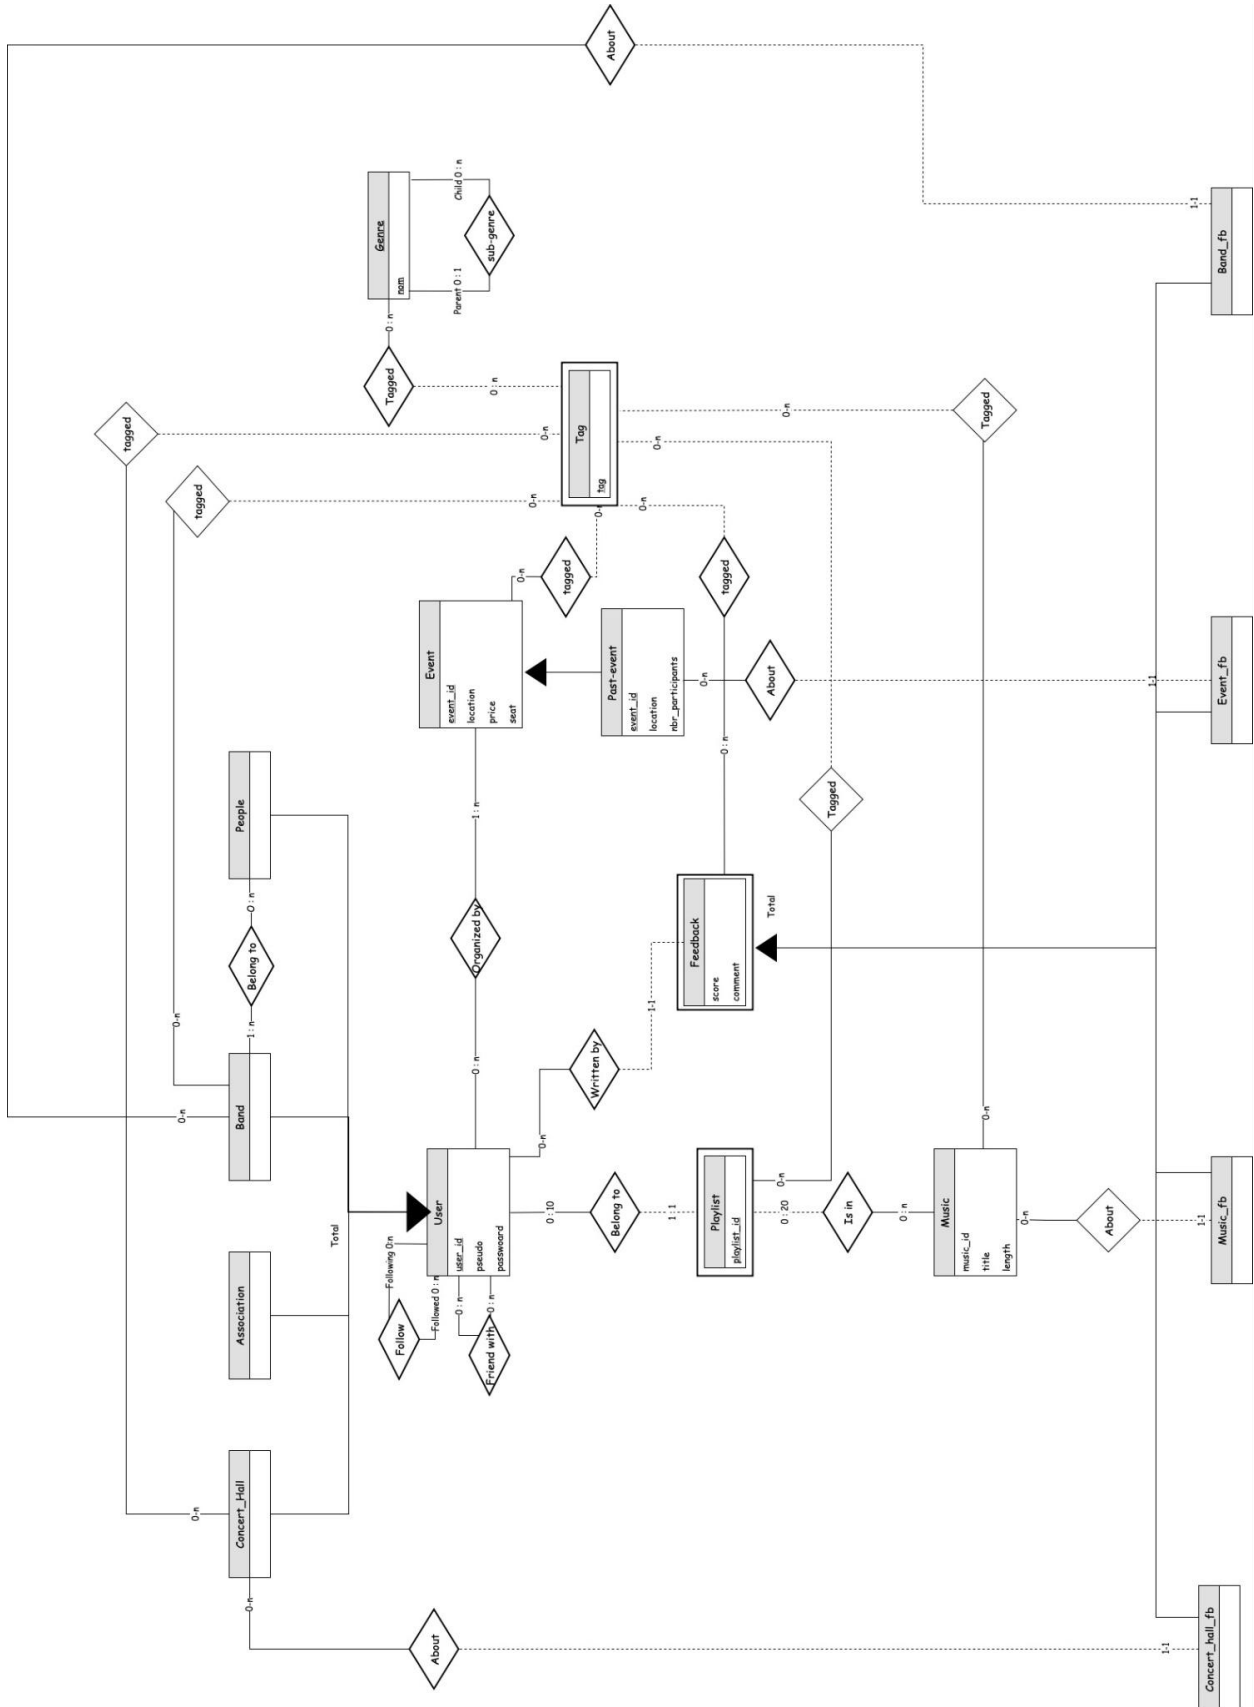 tagged
0-n
0-n
0-n
tagged
Concert_Hall
Association
Band
1 : n
Belong to
0 : n
People
0-n
Total
Genre
nom
0 : n
Tagged
Following 0:n
Follow
Followed 0 : n
About
User
user_id
pseudo
passwoard
0 : n
0 : n
Friend with
0 : n
Organized by
1 : n
Event
event_id
location
price
seat
Parent 0 : 1
Child 0 : n
sub-genre
0 : n
0-n
0-n
0-n
tagged
0-n
0-n
Tag
tag
0-n
0-n
0-n
Written by
1-1
0 : 10
Belong to
1 : 1
About
Past-event
event_id
location
nbr_participants
0-n
Feedback
score
comment
Total
0 : n
tagged
Playlist
playlist_id
0-n
0 : 20
About
Tagged
0-n
Is in
0 : n
Music
music_id
title
length
0-n
Tagged
0-n
About
1-1
1-1
1-1
1-1
Concert_hall_fb
Music_fb
Event_fb
Band_fb